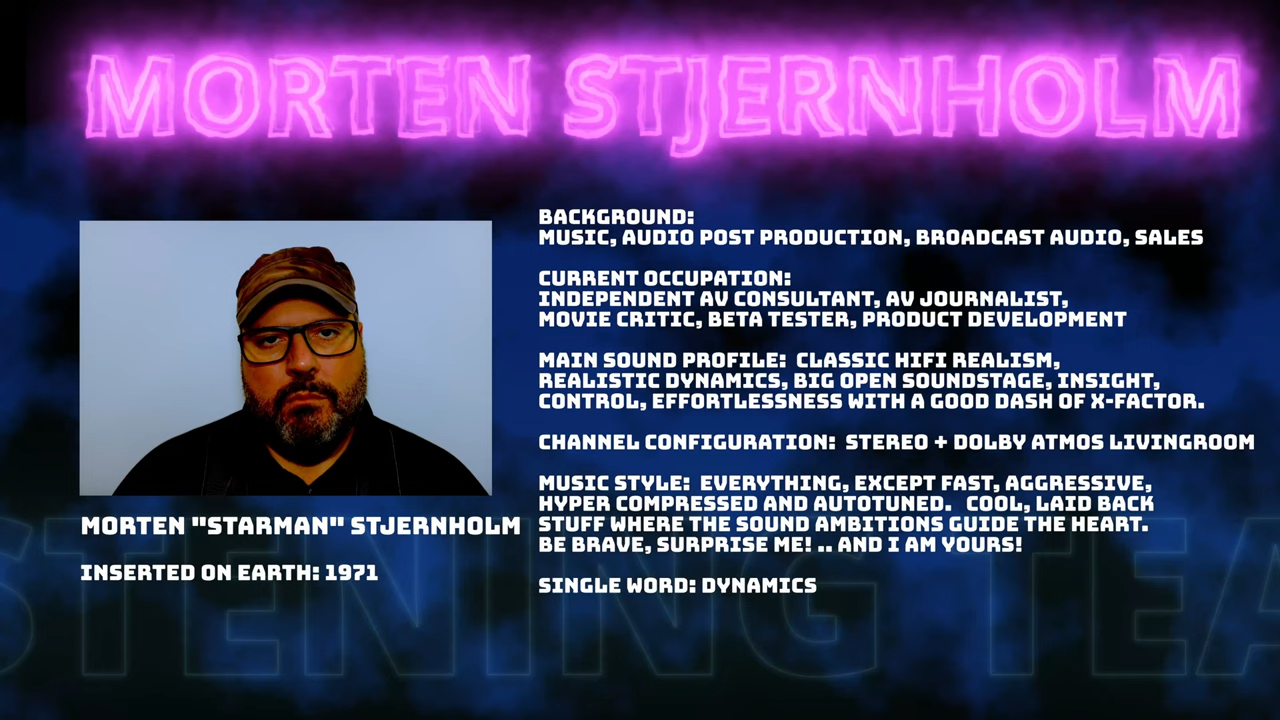 MORTEN STJERNHOLM
BACKGROUND:
MUSIC, AUDIO POST PRODUCTION, BROADCAST AUDIO, SALES
CURRENT OCCUPATION:
INDEPENDENT AV CONSULTANT, AV JOURNALIST,
MOVIE CRITIC, BETA TESTER, PRODUCT DEVELOPMENT
MAIN SOUND PROFILE: CLASSIC HIFI REALISM,
REALISTIC DYNAMICS, BIG OPEN SOUNDSTAGE, INSIGHT,
CONTROL, EFFORTLESSNESS WITH A GOOD DASH OF X-FACTOR.
CHANNEL CONFIGURATION: STEREO + DOLBY ATMOS LIVINGROOM
MUSIC STYLE: EVERYTHING, EXCEPT FAST, AGGRESSIVE,
HYPER COMPRESSED AND AUTOTUNED. COOL, LAID BACK
STUFF WHERE THE SOUND AMBITIONS GUIDE THE HEART.
BE BRAVE, SURPRISE ME! .. AND I AM YOURS!
SINGLE WORD: DYNAMICS
MORTEN "STARMAN" STJERNHOLM
INSERTED ON EARTH: 1971
STENING TEA